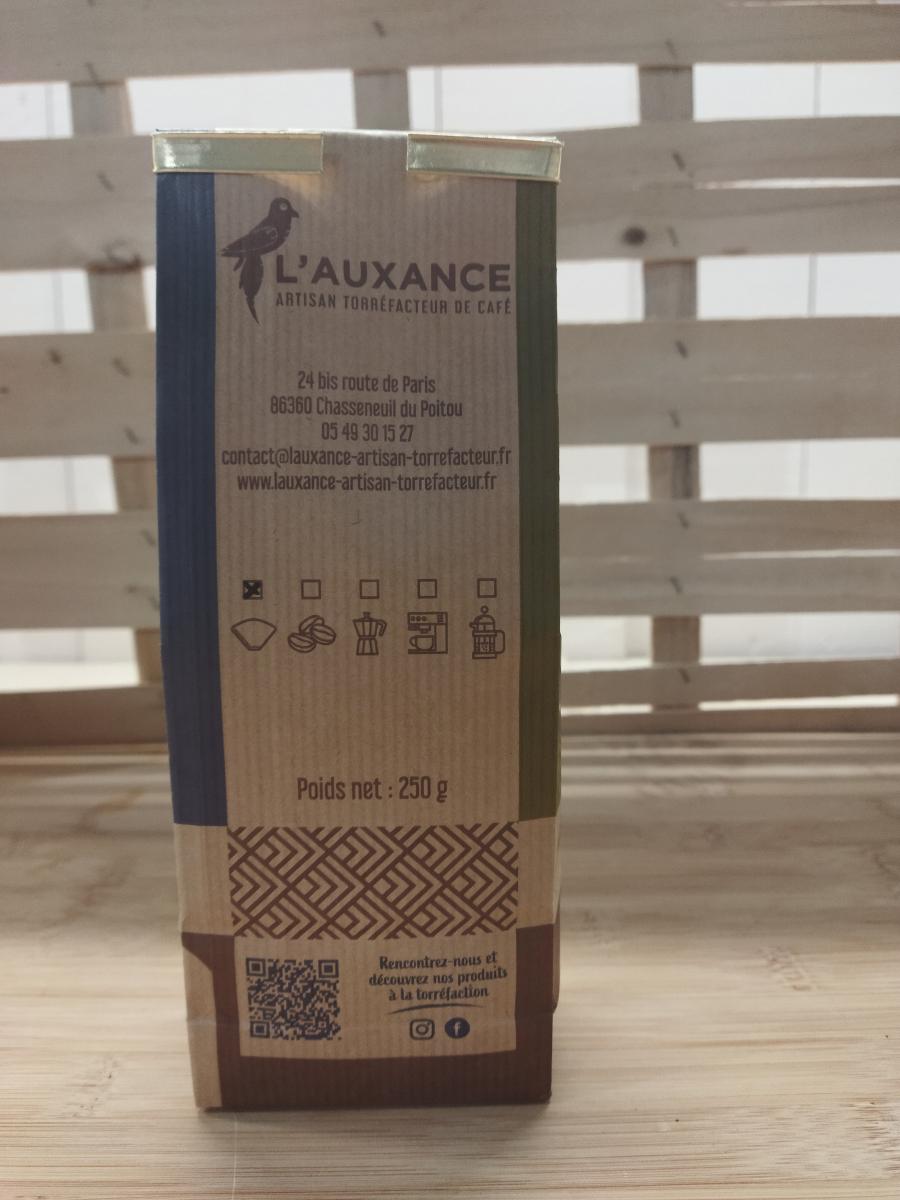 L'AUXANCE
ARTISAN TORRÉFACTEUR DE CAFÉ
24 bis route de Paris
86360 Chasseneuil du Poitou
05 49 30 15 27
contact@lauxance-artisan-torrefacteur.fr
www.lauxance-artisan-torrefacteur.fr
Poids net : 250 g
Rencontrez-nous et
découvrez nos produits
à la torréfaction